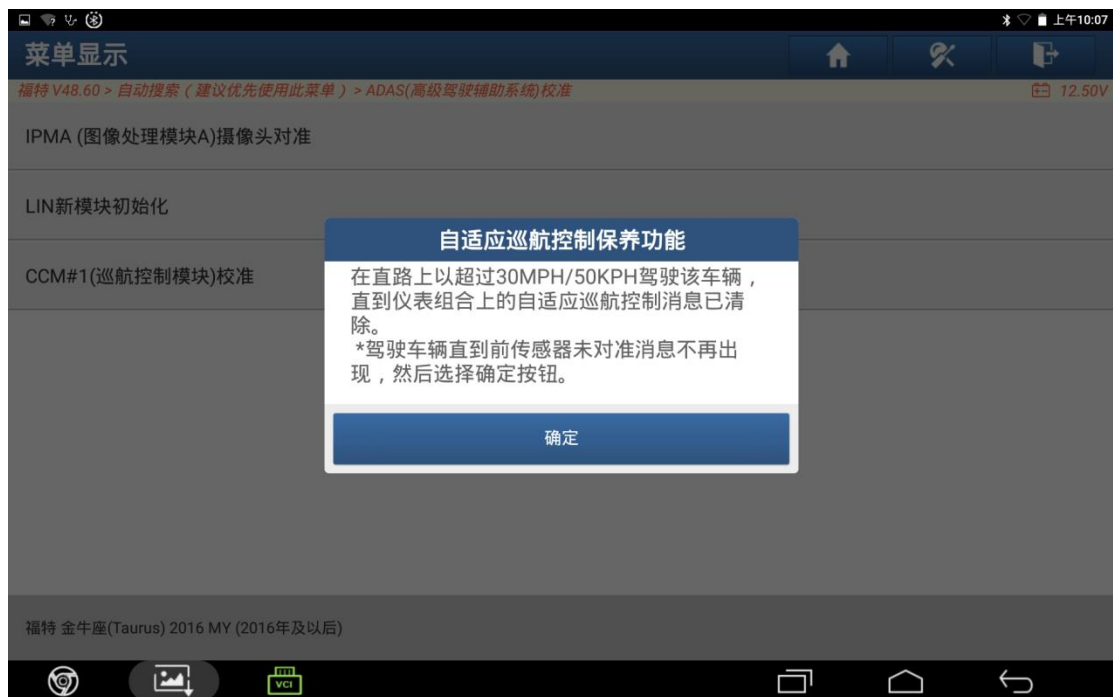 上午10:07
菜单显示
福特 V48.60 > 自动搜索（建议优先使用此菜单）> ADAS(高级驾驶辅助系统)校准
12.50V
IPMA (图像处理模块A)摄像头对准
LIN新模块初始化
CCM#1(巡航控制模块)校准
自适应巡航控制保养功能
在直路上以超过30MPH/50KPH驾驶该车辆，
直到仪表组合上的自适应巡航控制消息已清
除。
*驾驶车辆直到前传感器未对准消息不再出
现，然后选择确定按钮。
确定
福特 金牛座(Taurus) 2016 MY (2016年及以后)
VCI